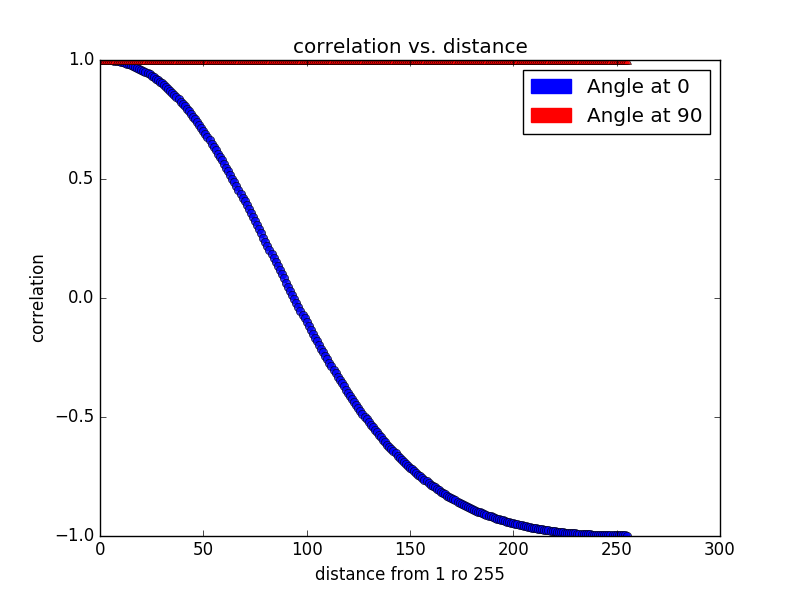 correlation vs. distance
Angle at 0
Angle at 90
correlation
1.0
0.5
0.0
−0.5
−1.0
0 50 100 150 200 250 300
distance from 1 ro 255